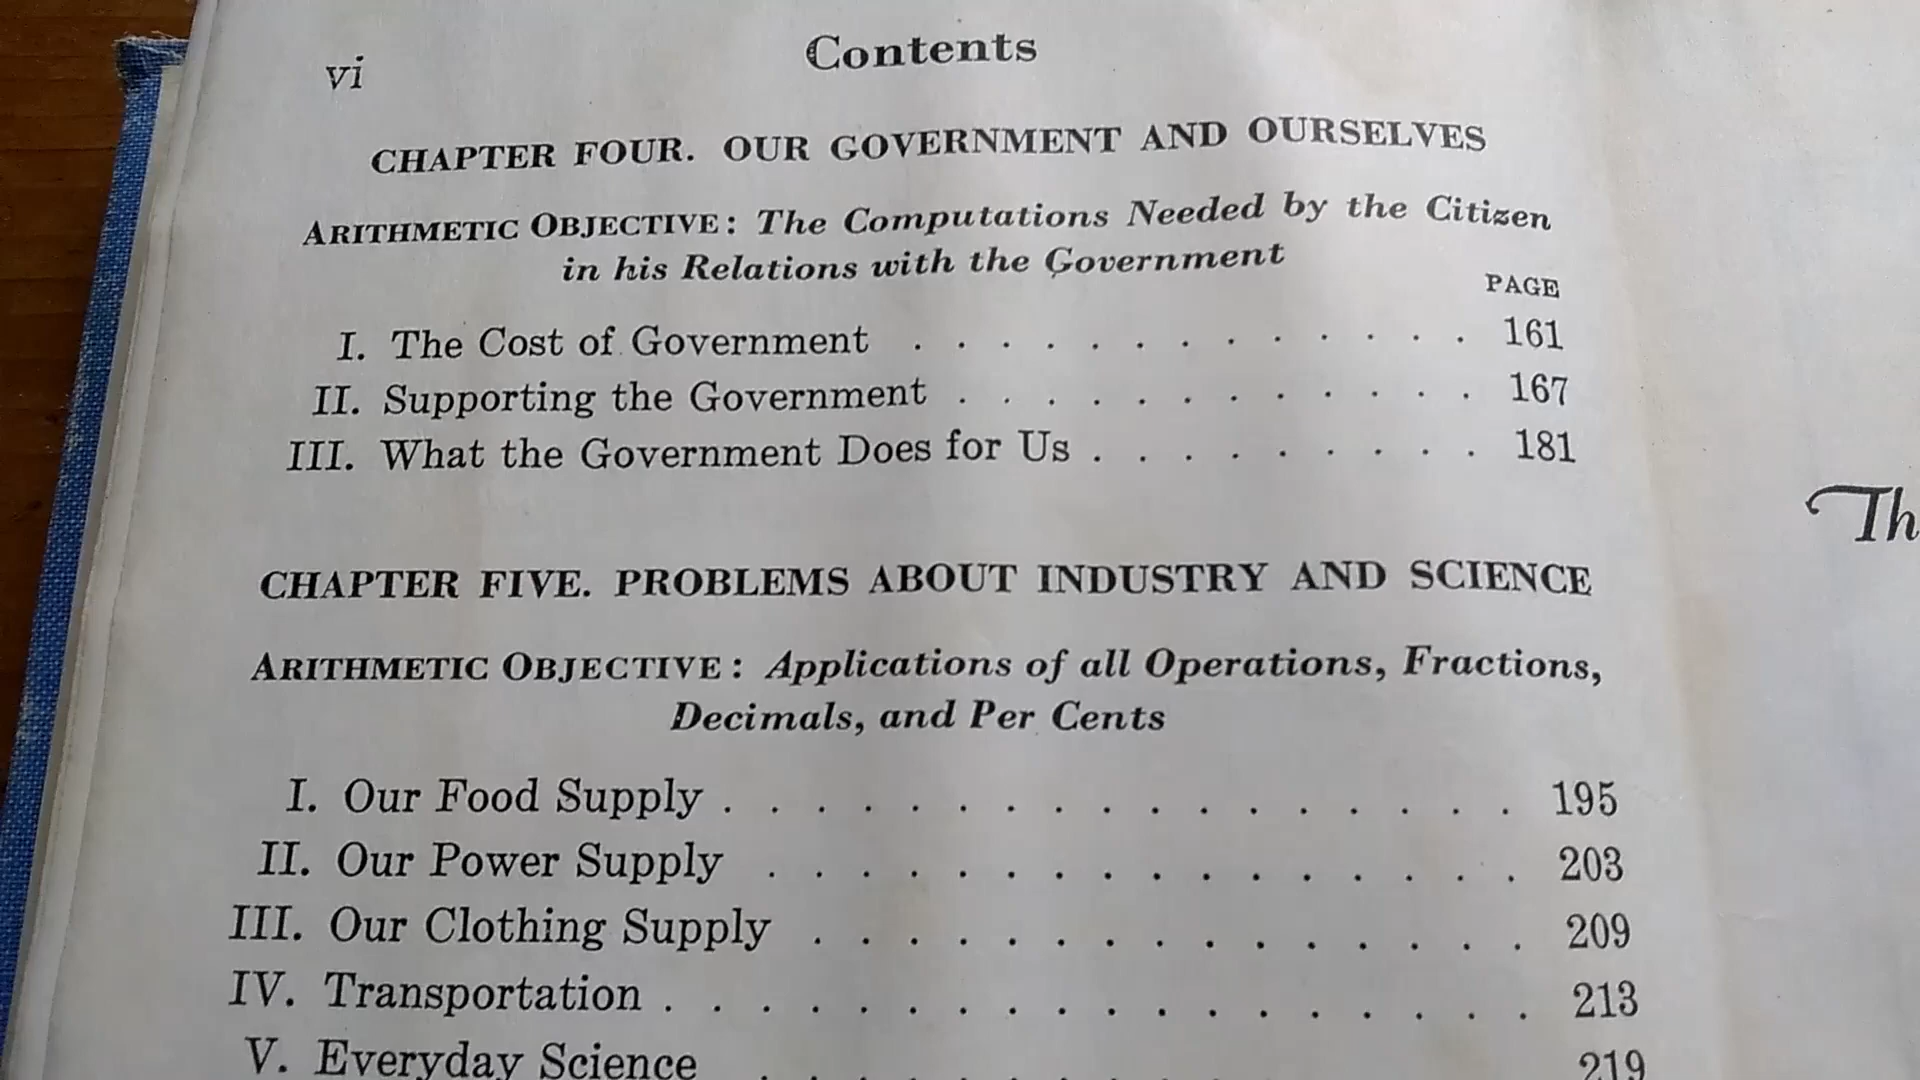 vi
Contents
CHAPTER FOUR. OUR GOVERNMENT AND OURSELVES
ARITHMETIC OBJECTIVE: The Computations Needed by the Citizen
in his Relations with the Government
PAGE
I. The Cost of Government . . . . . . . . . . . . . . 161
II. Supporting the Government . . . . . . . . . . . . 167
III. What the Government Does for Us . . . . . . . . . 181
CHAPTER FIVE. PROBLEMS ABOUT INDUSTRY AND SCIENCE
ARITHMETIC OBJECTIVE: Applications of all Operations, Fractions,
Decimals, and Per Cents
I. Our Food Supply . . . . . . . . . . . . . . . . . 195
II. Our Power Supply . . . . . . . . . . . . . . . . 203
III. Our Clothing Supply . . . . . . . . . . . . . . . 209
IV. Transportation . . . . . . . . . . . . . . . . . . 213
V. Everyday Science . . . . . . . . . . . . . . . . 219
Th